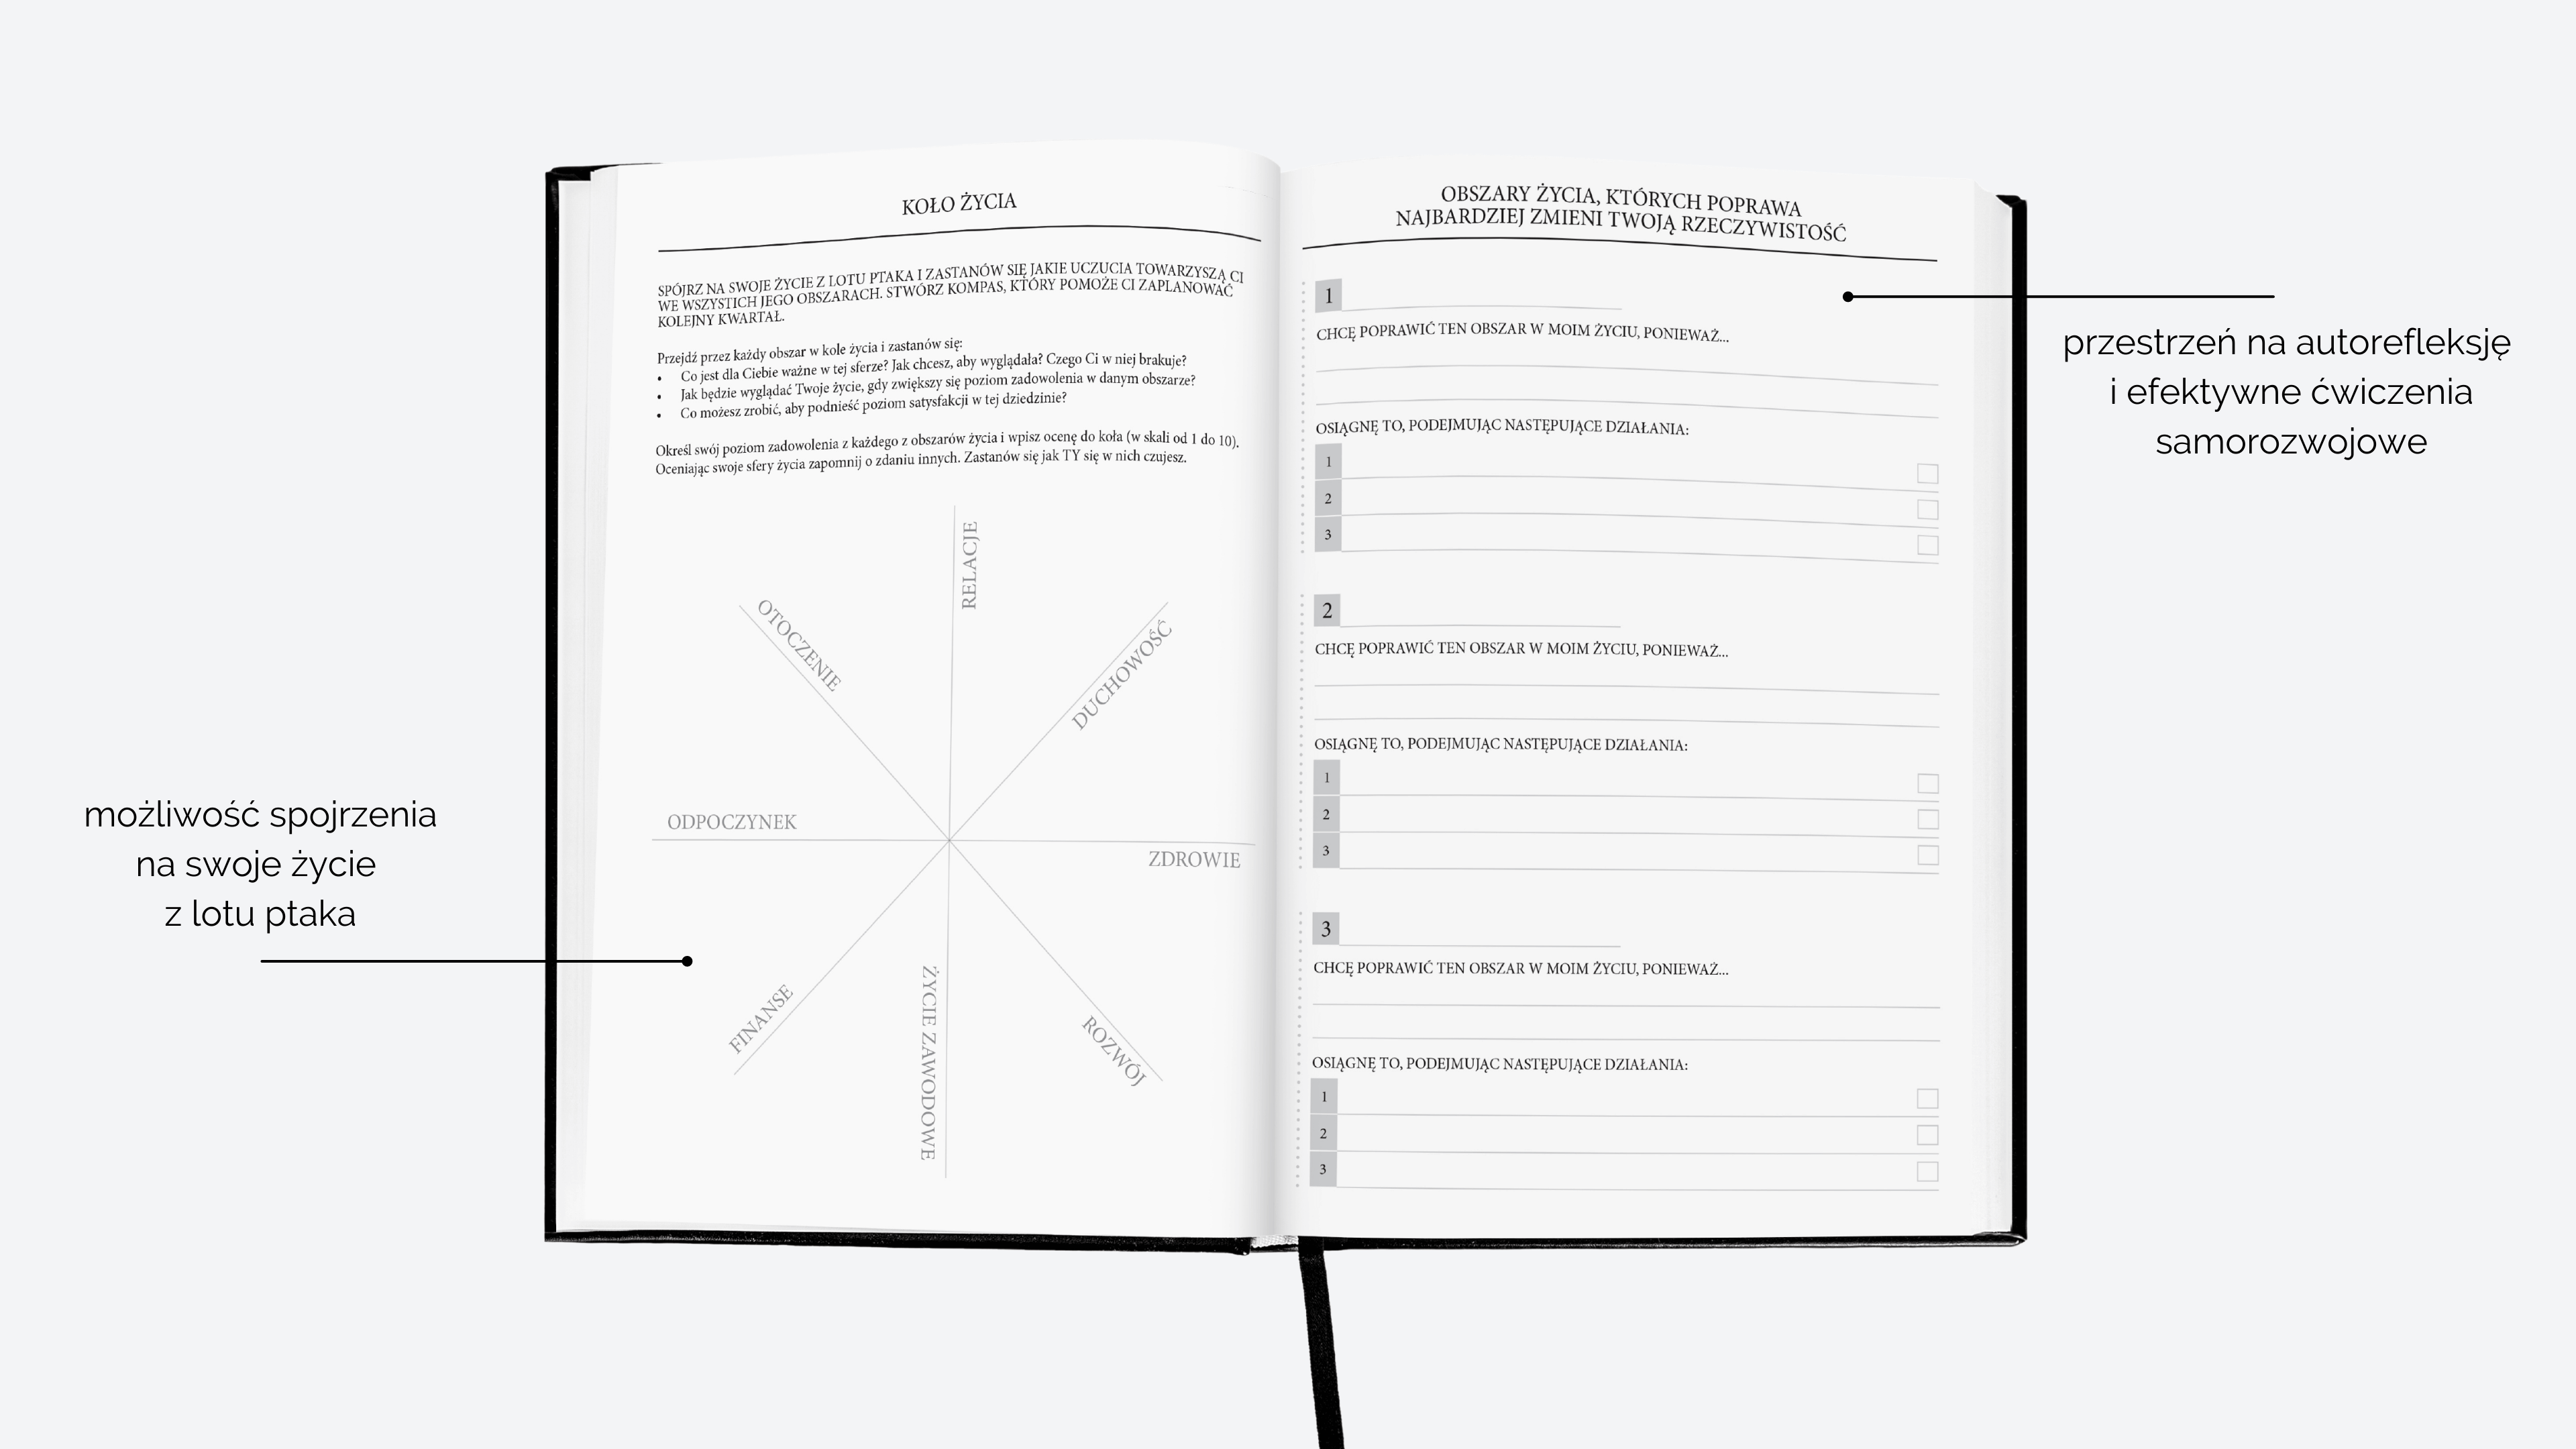 KOŁO ŻYCIA
SPÓJRZ NA SWOJE ŻYCIE Z LOTU PTAKA I ZASTANÓW SIĘ JAKIE UCZUCIA TOWARZYSZĄ CI
WE WSZYSTICH JEGO OBSZARACH. STWÓRZ KOMPAS, KTÓRY POMOŻE CI ZAPLANOWAĆ
KOLEJNY KWARTAŁ.
Przejdź przez każdy obszar w kole życia i zastanów się:
• Co jest dla Ciebie ważne w tej sferze? Jak chcesz, aby wyglądała? Czego Ci w niej brakuje?
• Jak będzie wyglądać Twoje życie, gdy zwiększy się poziom zadowolenia w danym obszarze?
• Co możesz zrobić, aby podnieść poziom satysfakcji w tej dziedzinie?
Określ swój poziom zadowolenia z każdego z obszarów życia i wpisz ocenę do koła (w skali od 1 do 10).
Oceniając swoje sfery życia zapomnij o zdaniu innych. Zastanów się jak TY się w nich czujesz.
RELACJE
OTOCZENIE
DUCHOWOŚĆ
ODPOCZYNEK
ZDROWIE
FINANSE
ŻYCIE ZAWODOWE
ROZWÓJ
możliwość spojrzenia
na swoje życie
z lotu ptaka
OBSZARY ŻYCIA, KTÓRYCH POPRAWA
NAJBARDZIEJ ZMIENI TWOJĄ RZECZYWISTOŚĆ
1
CHCĘ POPRAWIĆ TEN OBSZAR W MOIM ŻYCIU, PONIEWAŻ...
OSIĄGNĘ TO, PODEJMUJĄC NASTĘPUJĄCE DZIAŁANIA:
1
2
3
2
CHCĘ POPRAWIĆ TEN OBSZAR W MOIM ŻYCIU, PONIEWAŻ...
OSIĄGNĘ TO, PODEJMUJĄC NASTĘPUJĄCE DZIAŁANIA:
1
2
3
3
CHCĘ POPRAWIĆ TEN OBSZAR W MOIM ŻYCIU, PONIEWAŻ...
OSIĄGNĘ TO, PODEJMUJĄC NASTĘPUJĄCE DZIAŁANIA:
1
2
3
przestrzeń na autorefleksję
i efektywne ćwiczenia
samorozwojowe